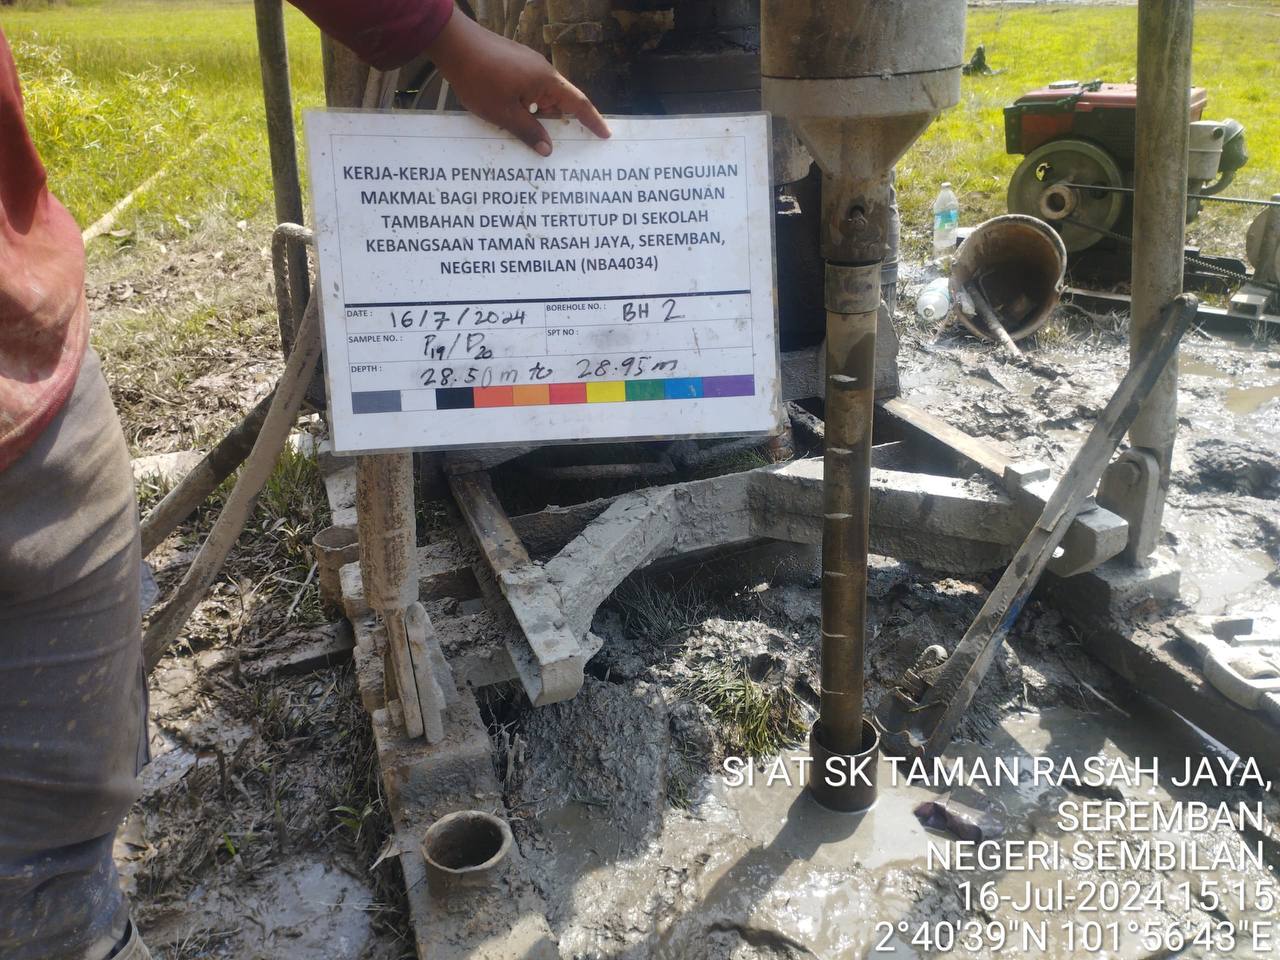 KERJA-KERJA PENYIASATAN TANAH DAN PENGUJIAN
MAKMAL BAGI PROJEK PEMBINAAN BANGUNAN
TAMBAHAN DEWAN TERTUTUP DI SEKOLAH
KEBANGSAAN TAMAN RASAH JAYA, SEREMBAN,
NEGERI SEMBILAN (NBA4034)
DATE : 16/7/2024 BOREHOLE NO. : BH 2
SAMPLE NO. : P19/D20 SPT NO :
DEPTH : 28.50m to 28.95m
SI AT SK TAMAN RASAH JAYA,
SEREMBAN
NEGERI SEMBILAN.
16-Jul-2024 15:15
2°40'39"N 101°56'43"E